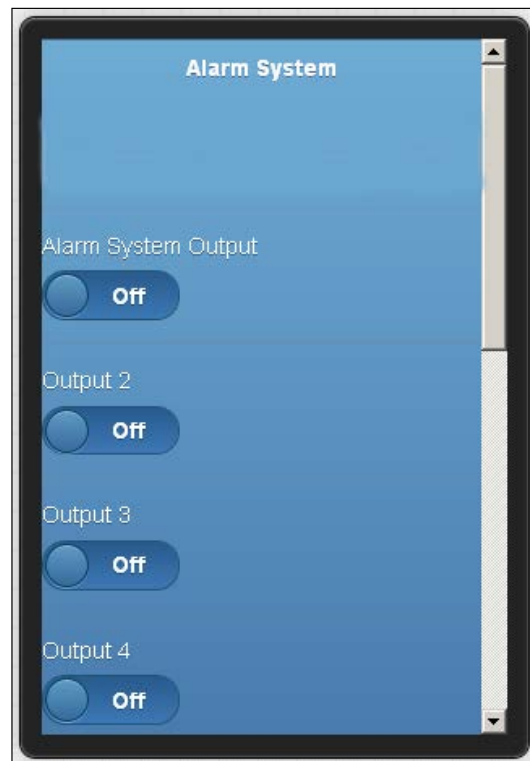 Alarm System
Alarm System Output
Off
Output 2
Off
Output 3
Off
Output 4
Off